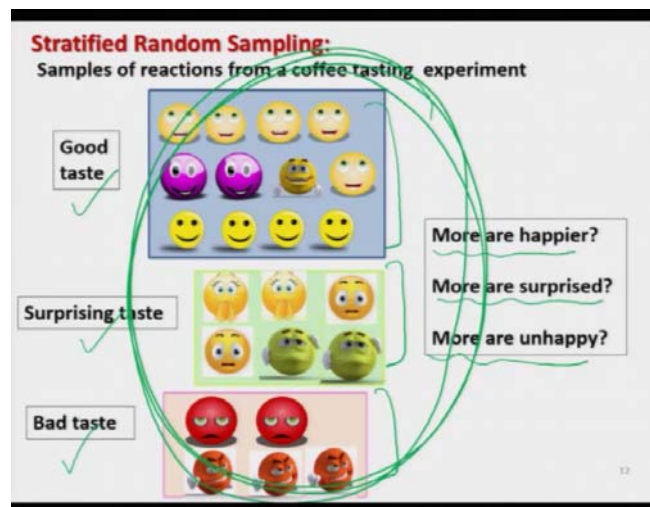 Stratified Random Sampling:
Samples of reactions from a coffee tasting experiment
Good
taste
Surprising taste
Bad taste
More are happier?
More are surprised?
More are unhappy?
12